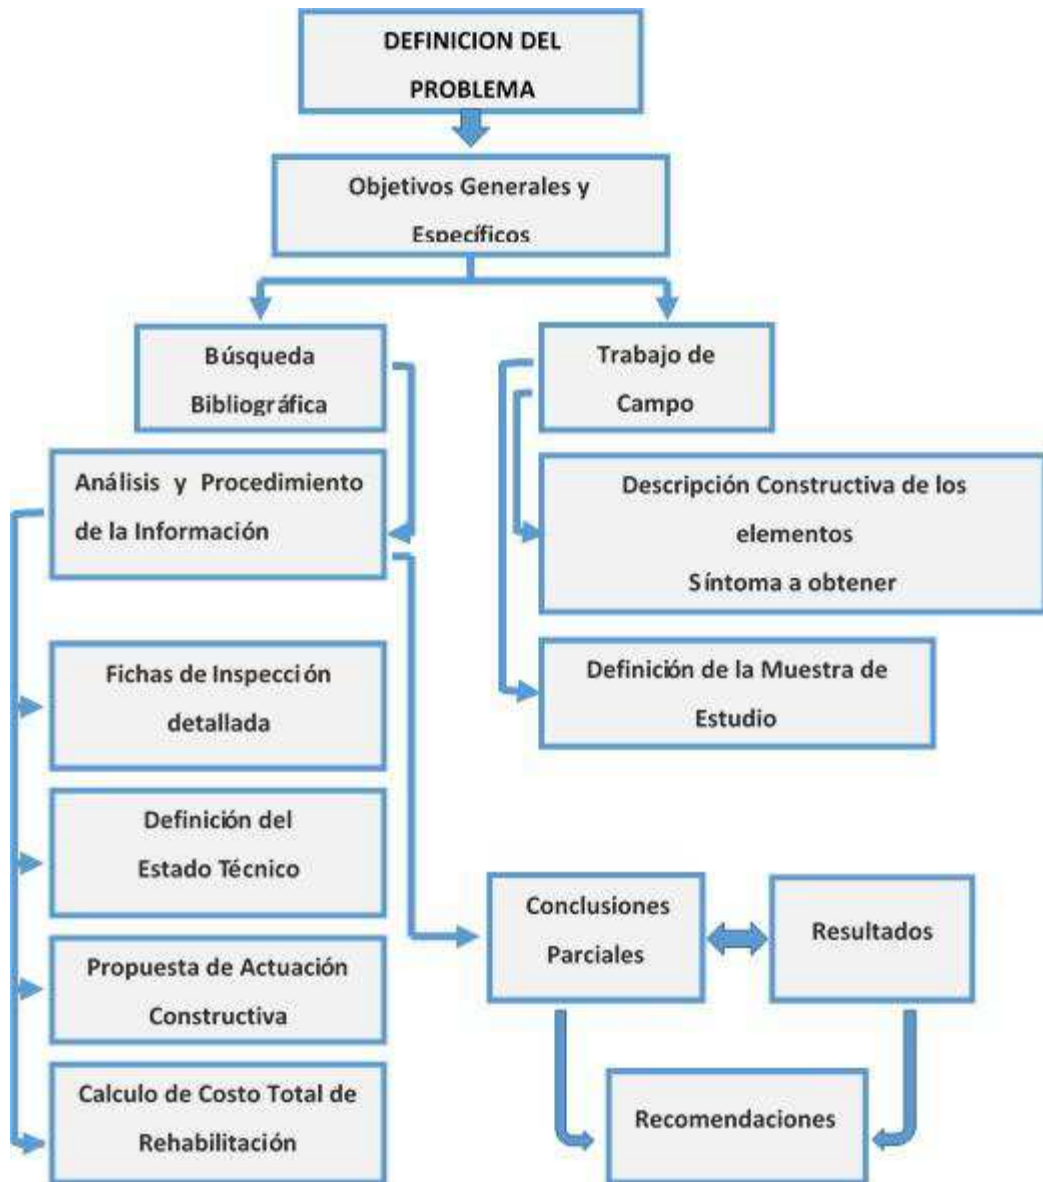 DEFINICION DEL
PROBLEMA
Objetivos Generales y
Específicos
Búsqueda
Bibliográfica
Trabajo de
Campo
Análisis y Procedimiento
de la Información
Descripción Constructiva de los
elementos
Síntoma a obtener
Fichas de Inspección
detallada
Definición de la Muestra de
Estudio
Definición del
Estado Técnico
Conclusiones
Parciales
Resultados
Propuesta de Actuación
Constructiva
Calculo de Costo Total de
Rehabilitación
Recomendaciones